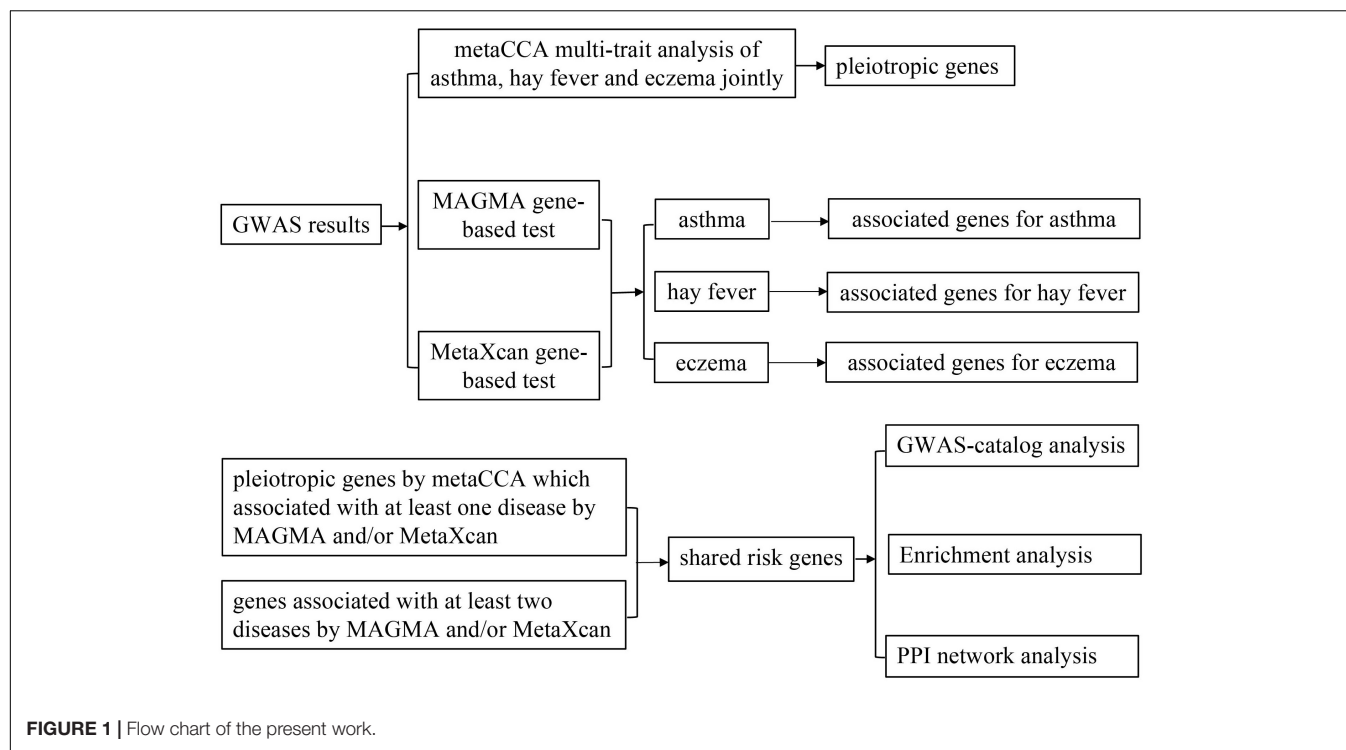 metaCCA multi-trait analysis of
asthma, hay fever and eczema jointly
pleiotropic genes
GWAS results
MAGMA gene-
based test
MetaXcan gene-
based test
asthma
associated genes for asthma
hay fever
associated genes for hay fever
eczema
associated genes for eczema
pleiotropic genes by metaCCA which
associated with at least one disease by
MAGMA and/or MetaXcan
genes associated with at least two
diseases by MAGMA and/or MetaXcan
shared risk genes
GWAS-catalog analysis
Enrichment analysis
PPI network analysis
FIGURE 1 | Flow chart of the present work.